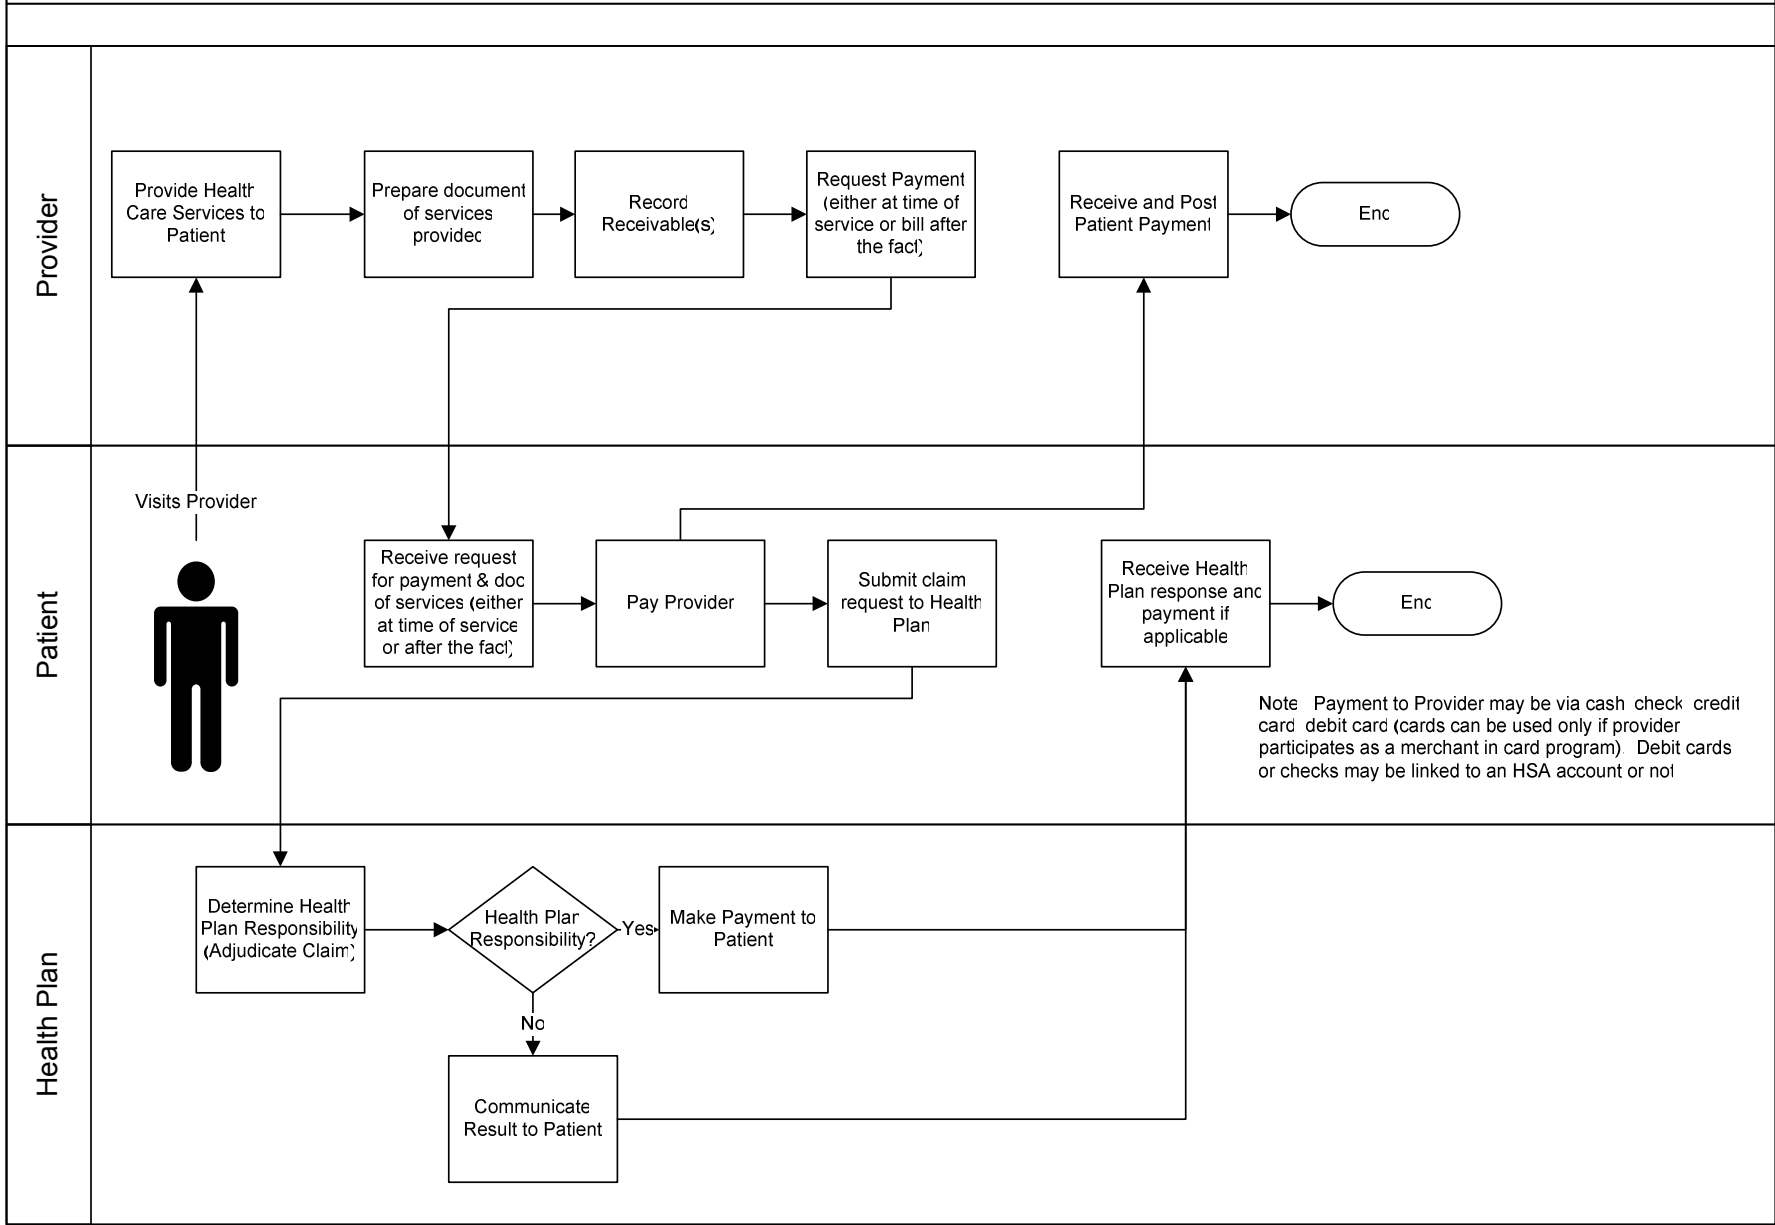 Provider
Provide Health
Care Services to
Patient
Prepare document
of services
provided
Record
Receivable(s)
Request Payment
(either at time of
service or bill after
the fact)
Receive and Post
Patient Payment
End
Patient
Visits Provider
Receive request
for payment & doc
of services (either
at time of service
or after the fact)
Pay Provider
Submit claim
request to Health
Plan
Receive Health
Plan response and
payment if
applicable
End
Note  Payment to Provider may be via cash  check  credit
card  debit card (cards can be used only if provider
participates as a merchant in card program)  Debit cards
or checks may be linked to an HSA account or not
Health Plan
Determine Health
Plan Responsibility
(Adjudicate Claim)
Health Plan
Responsibility?
Yes
Make Payment to
Patient
No
Communicate
Result to Patient